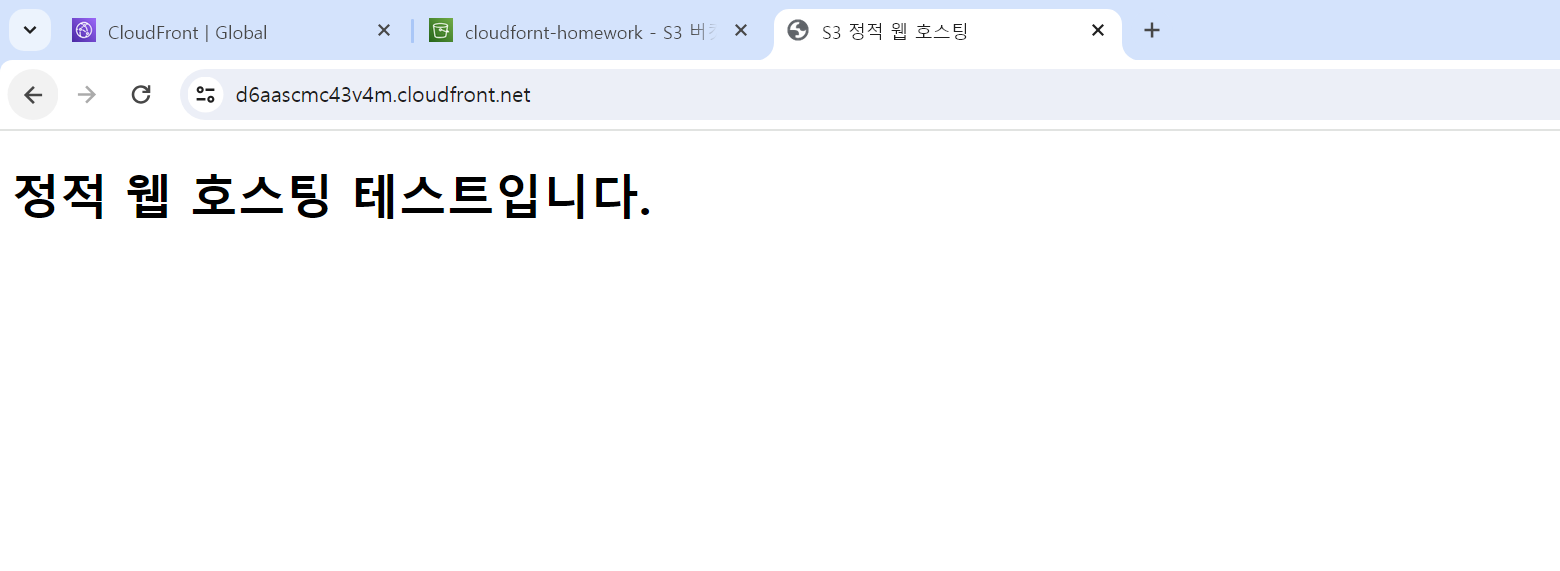 CloudFront | Global
cloudfornt-homework - S3 버킷
S3 정적 웹 호스팅
d6aascmc43v4m.cloudfront.net
정적 웹 호스팅 테스트입니다.